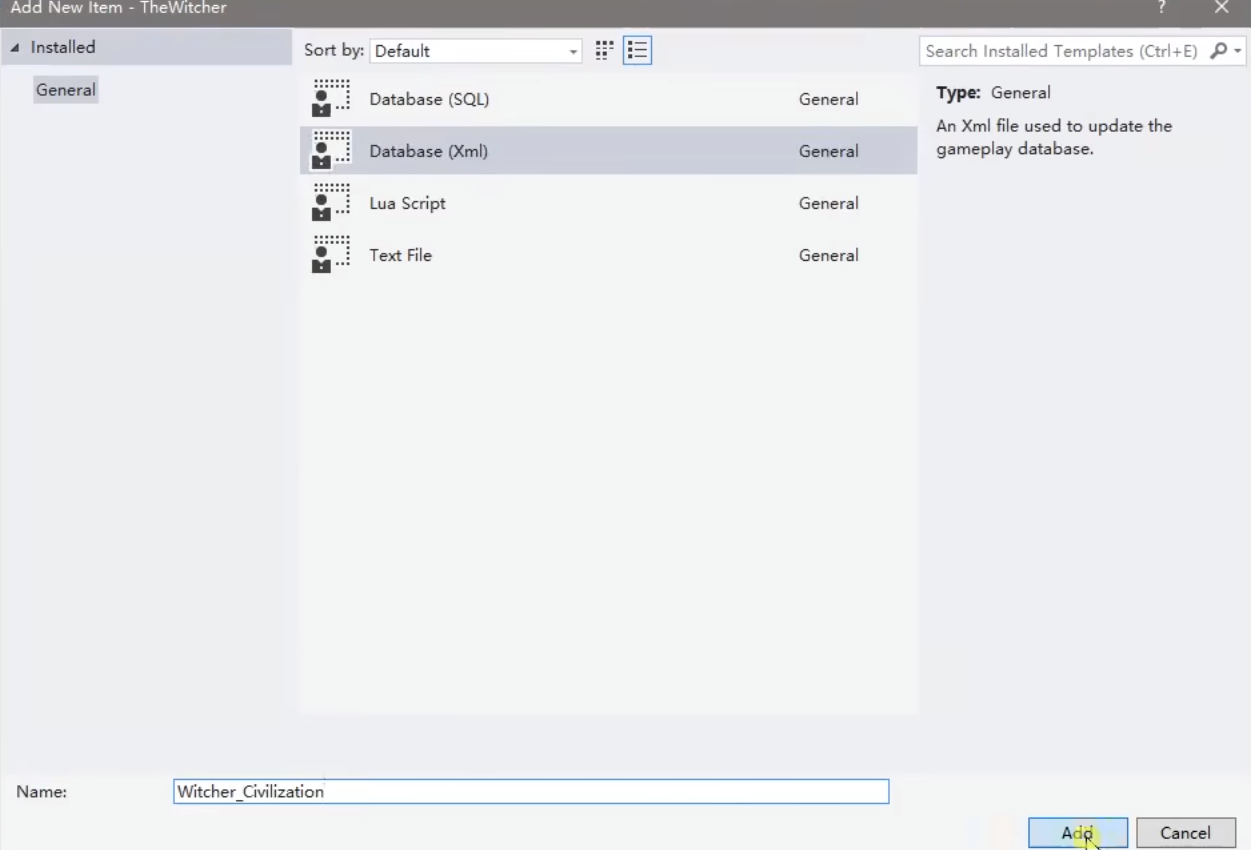 Add New Item - TheWitcher
?
Installed
Sort by: Default
Search Installed Templates (Ctrl+E)
General
Database (SQL) General
Type: General
An Xml file used to update the
gameplay database.
Database (Xml) General
Lua Script General
Text File General
Name: Witcher_Civilization
Add Cancel